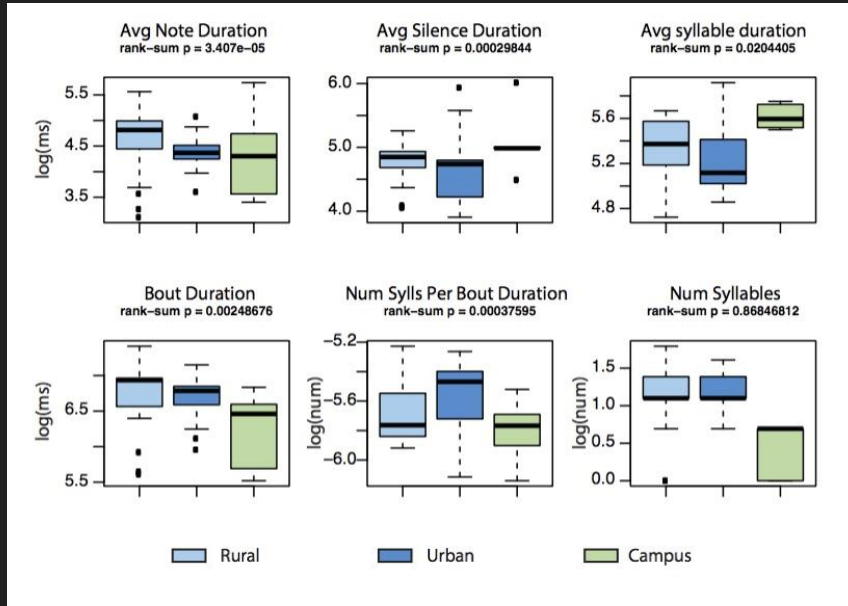 Avg Note Duration
rank-sum p = 3.407e-05
Avg Silence Duration
rank-sum p = 0.00029844
Avg syllable duration
rank-sum p = 0.0204405
log(ms)
5.5
4.5
3.5
6.0
5.0
4.0
5.6
5.2
4.8
Bout Duration
rank-sum p = 0.00248676
Num Sylls Per Bout Duration
rank-sum p = 0.00037595
Num Syllables
rank-sum p = 0.86846812
log(ms)
6.5
5.5
log(num)
-5.2
-5.6
-6.0
log(num)
1.5
1.0
0.5
0.0
Rural
Urban
Campus